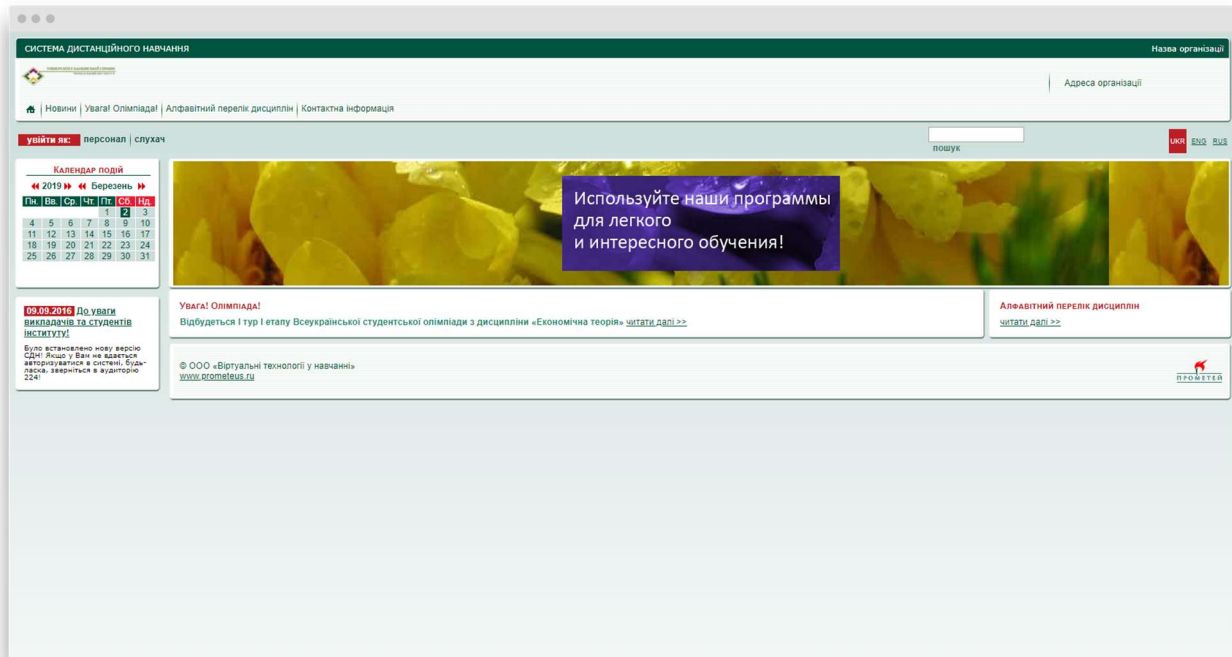 СИСТЕМА ДИСТАНЦІЙНОГО НАВЧАННЯ
Назва організації
Адреса організації
Новини | Увага! Олімпіада! | Алфавітний перелік дисциплін | Контактна інформація
увійти як: персонал | слухач
пошук
UKR ENG RUS
Календар подій
2019 Березень
Пн. Вв. Ср. Чт. Пт. Сб. Нд.
1 2 3
4 5 6 7 8 9 10
11 12 13 14 15 16 17
18 19 20 21 22 23 24
25 26 27 28 29 30 31
Используйте наши программы
для легкого
и интересного обучения!
09.09.2016 До уваги
викладачів та студентів
інституту!
Було встановлено нову версію
СДН! Якщо у Вам не вдається
авторизуватися в системі, будь-
ласка, зверніться в аудиторію
224!
Увага! Олімпіада!
Відбудеться І тур І етапу Всеукраїнської студентської олімпіади з дисципліни «Економічна теорія» читати далі >>
Алфавітний перелік дисциплін
читати далі >>
© ООО «Віртуальні технології у навчанні»
www.prometeus.ru
ПРОМЕТЕЙ